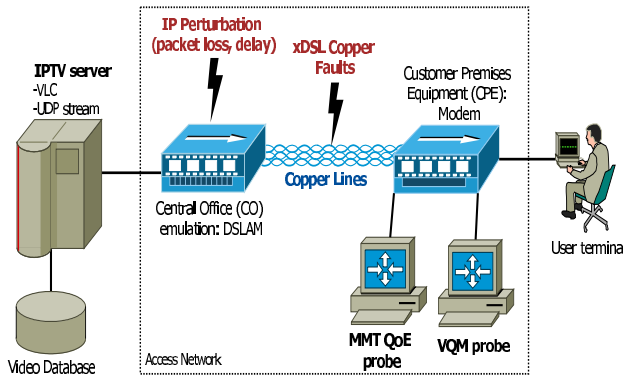 IP Perturbation
(packet loss, delay)
xDSL Copper
Faults
IPTV server
-VLC
-UDP stream
Customer Premises
Equipment (CPE):
Modem
Copper Lines
Central Office (CO)
emulation: DSLAM
User termina
MMT QoE
probe
VQM probe
Video Database
Access Network